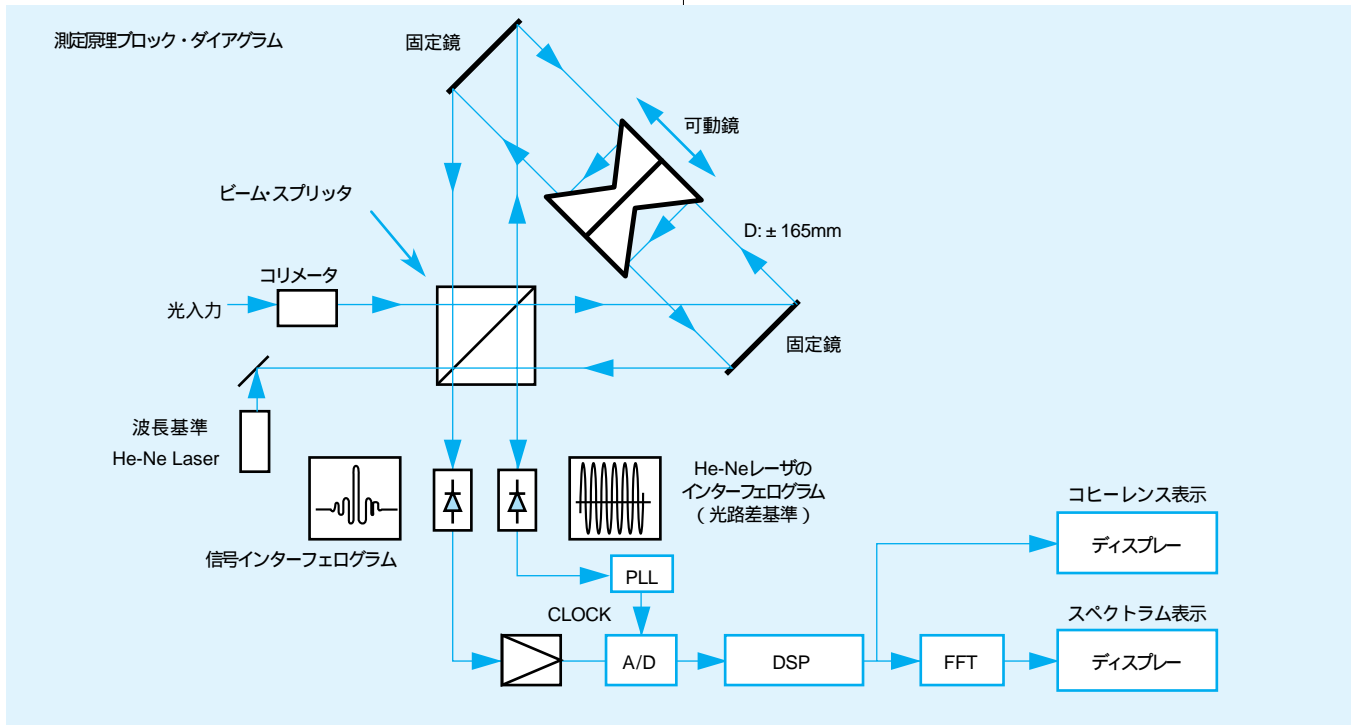 測定原理ブロック・ダイアグラム
固定鏡
可動鏡
ビーム・スプリッタ
D: ± 165mm
コリメータ
光入力
固定鏡
波長基準
He-Ne Laser
信号インターフェログラム
He-Neレーザの
インターフェログラム
（光路差基準）
コヒーレンス表示
ディスプレー
PLL
CLOCK
スペクトラム表示
A/D
DSP
FFT
ディスプレー